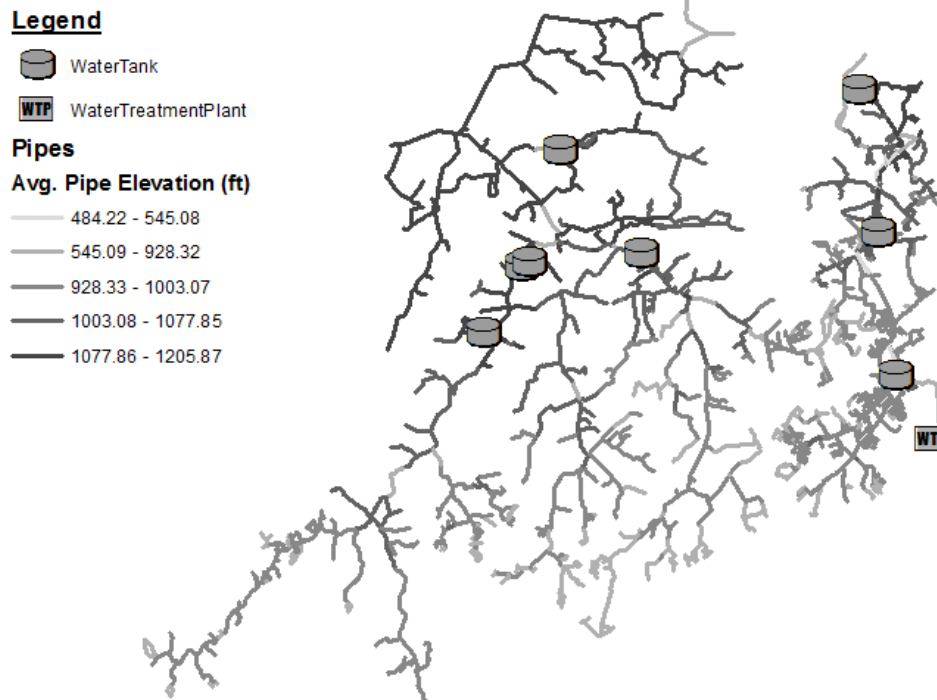 Legend
WaterTank
WTP WaterTreatmentPlant
Pipes
Avg. Pipe Elevation (ft)
484.22 - 545.08
545.09 - 928.32
928.33 - 1003.07
1003.08 - 1077.85
1077.86 - 1205.87
WT